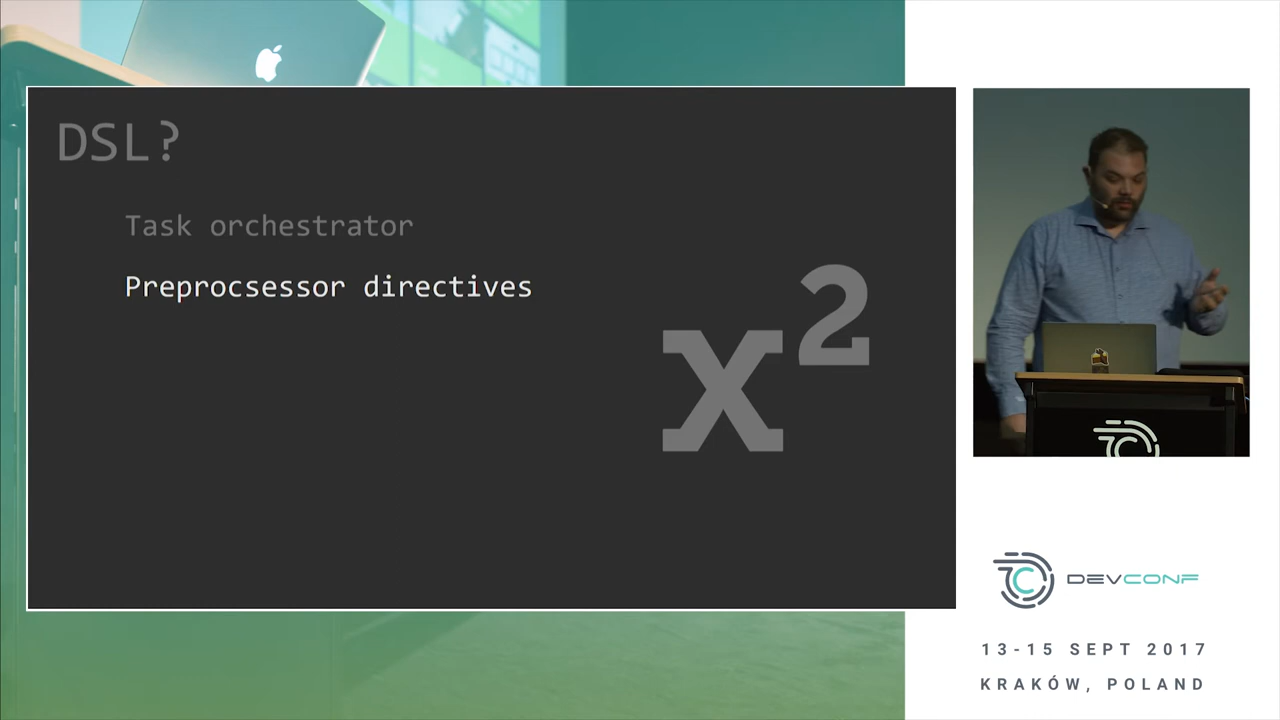 DSL?
Task orchestrator
Preprocsessor directives
x²
DEVCONF
13-15 SEPT 2017
KRAKÓW, POLAND